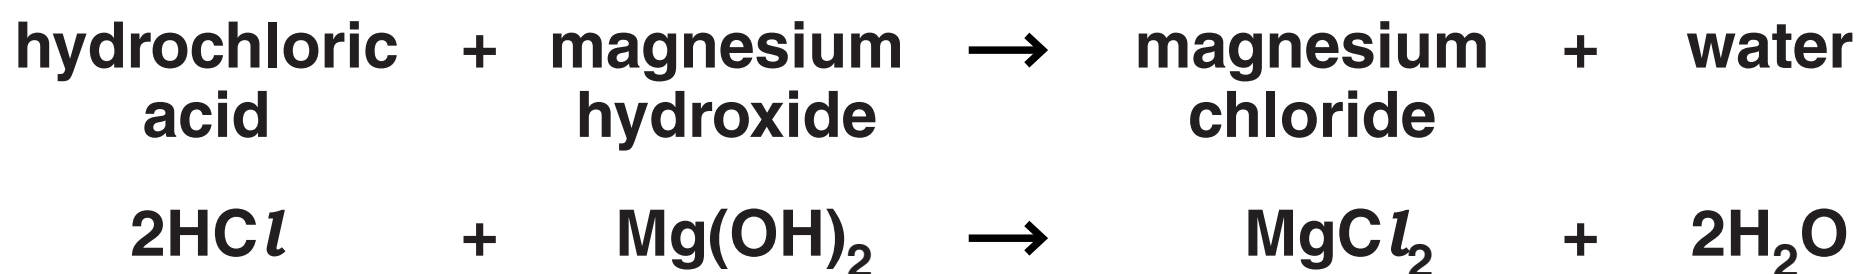 hydrochloric + magnesium → magnesium + water
acid hydroxide chloride
2HCl + Mg(OH)₂ → MgCl₂ + 2H₂O